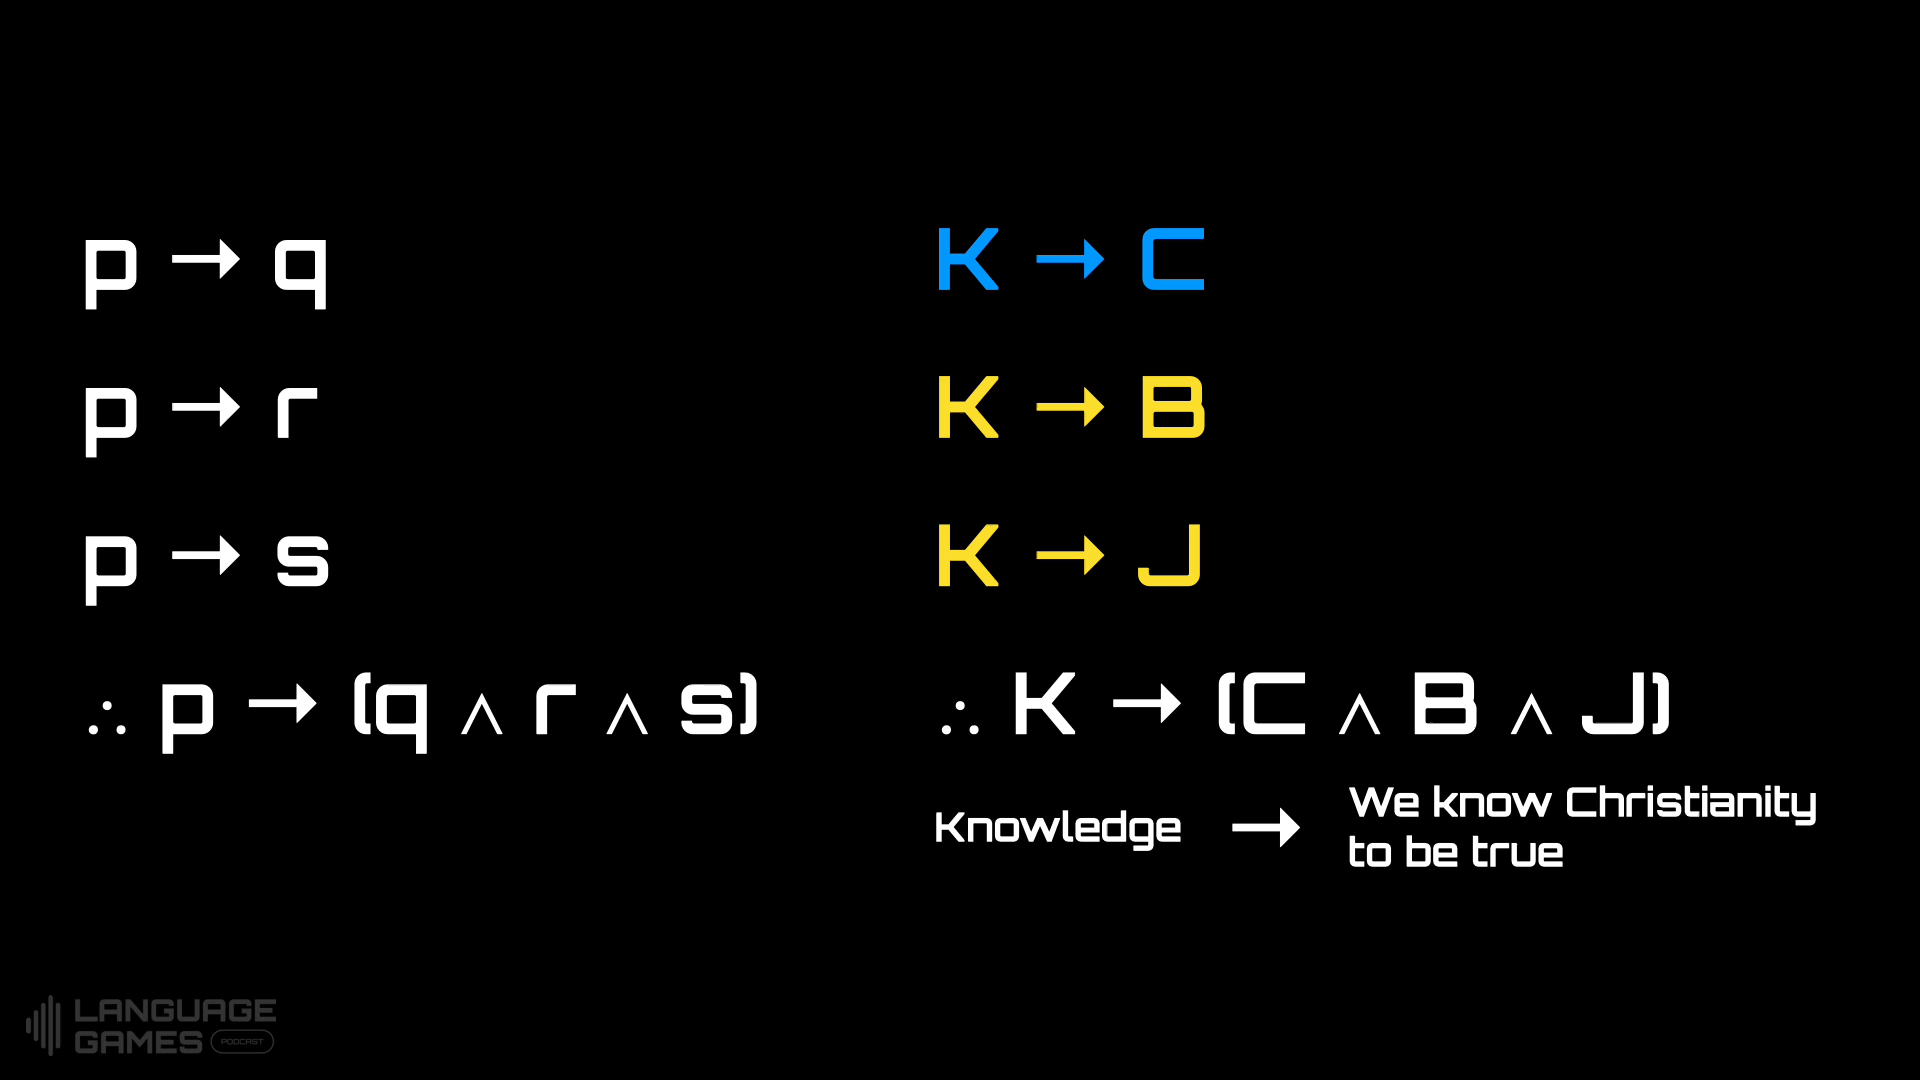 p → q
p → r
p → s
∴ p → (q ∧ r ∧ s)
K → C
K → B
K → J
∴ K → (C ∧ B ∧ J)
Knowledge → We know Christianity
to be true
LANGUAGE
GAMES PODCAST